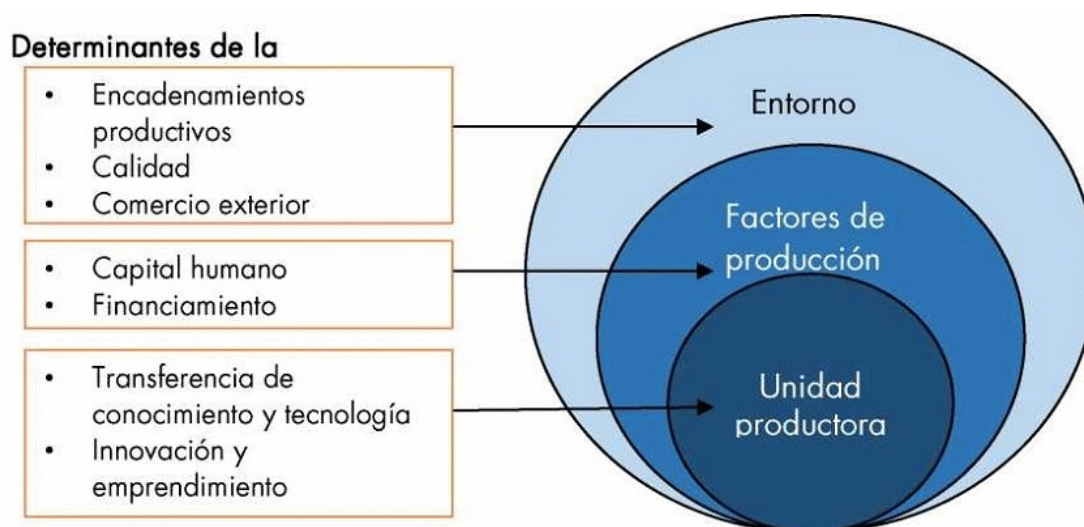 Determinantes de la
• Encadenamientos
productivos
• Calidad
• Comercio exterior
• Capital humano
• Financiamiento
• Transferencia de
conocimiento y tecnología
• Innovación y
emprendimiento
Entorno
Factores de
producción
Unidad
productora